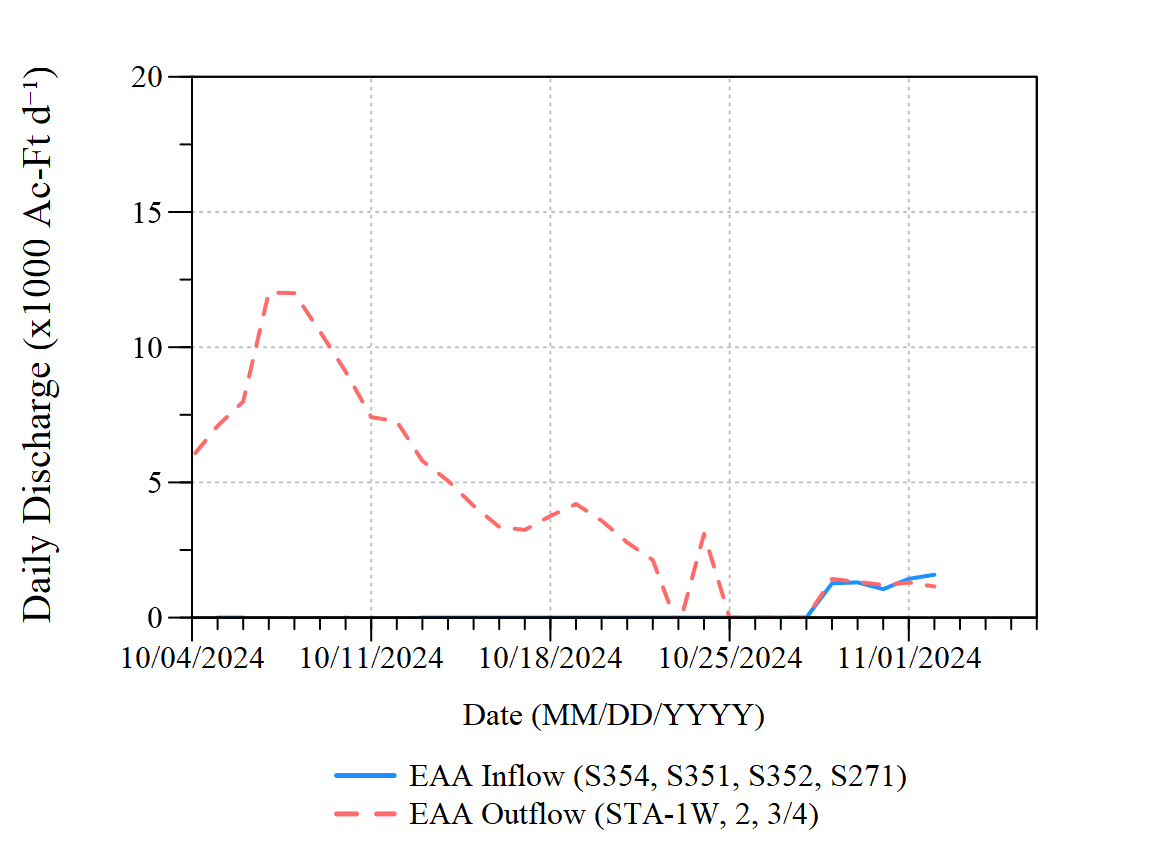 Daily Discharge (x1000 Ac-Ft d⁻¹)
20
15
10
5
0
10/04/2024 10/11/2024 10/18/2024 10/25/2024 11/01/2024
Date (MM/DD/YYYY)
EAA Inflow (S354, S351, S352, S271)
EAA Outflow (STA-1W, 2, 3/4)